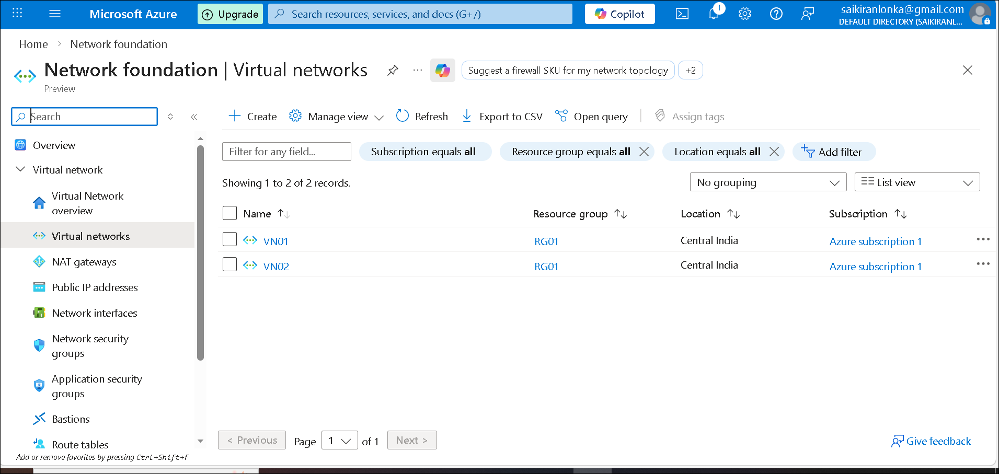 Microsoft Azure
Upgrade
Search resources, services, and docs (G+/)
Copilot
1
saikiranlonka@gmail.com
DEFAULT DIRECTORY (SAIKIRANL...
Home > Network foundation
Network foundation | Virtual networks
Preview
Suggest a firewall SKU for my network topology
+2
Search
Overview
Virtual network
Virtual Network
overview
Virtual networks
NAT gateways
Public IP addresses
Network interfaces
Network security
groups
Application security
groups
Bastions
Route tables
Add or remove favorites by pressing Ctrl+Shift+F
Create
Manage view
Refresh
Export to CSV
Open query
Assign tags
Filter for any field...
Subscription equals all
Resource group equals all
Location equals all
Add filter
Showing 1 to 2 of 2 records.
No grouping
List view
Name Resource group Location Subscription
VN01 RG01 Central India Azure subscription 1
VN02 RG01 Central India Azure subscription 1
< Previous Page 1 of 1 Next >
Give feedback